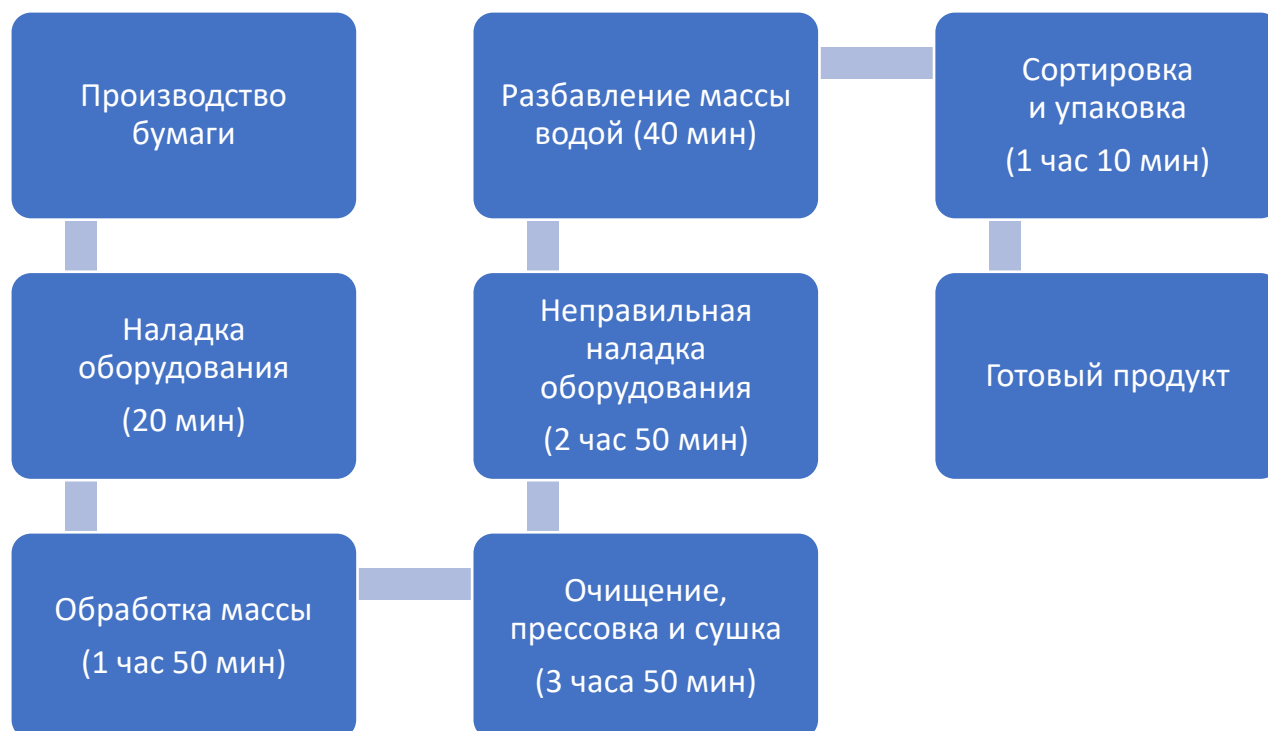 Производство
бумаги
Наладка
оборудования
(20 мин)
Обработка массы
(1 час 50 мин)
Очищение,
прессовка и сушка
(3 часа 50 мин)
Неправильная
наладка
оборудования
(2 час 50 мин)
Разбавление массы
водой (40 мин)
Сортировка
и упаковка
(1 час 10 мин)
Готовый продукт